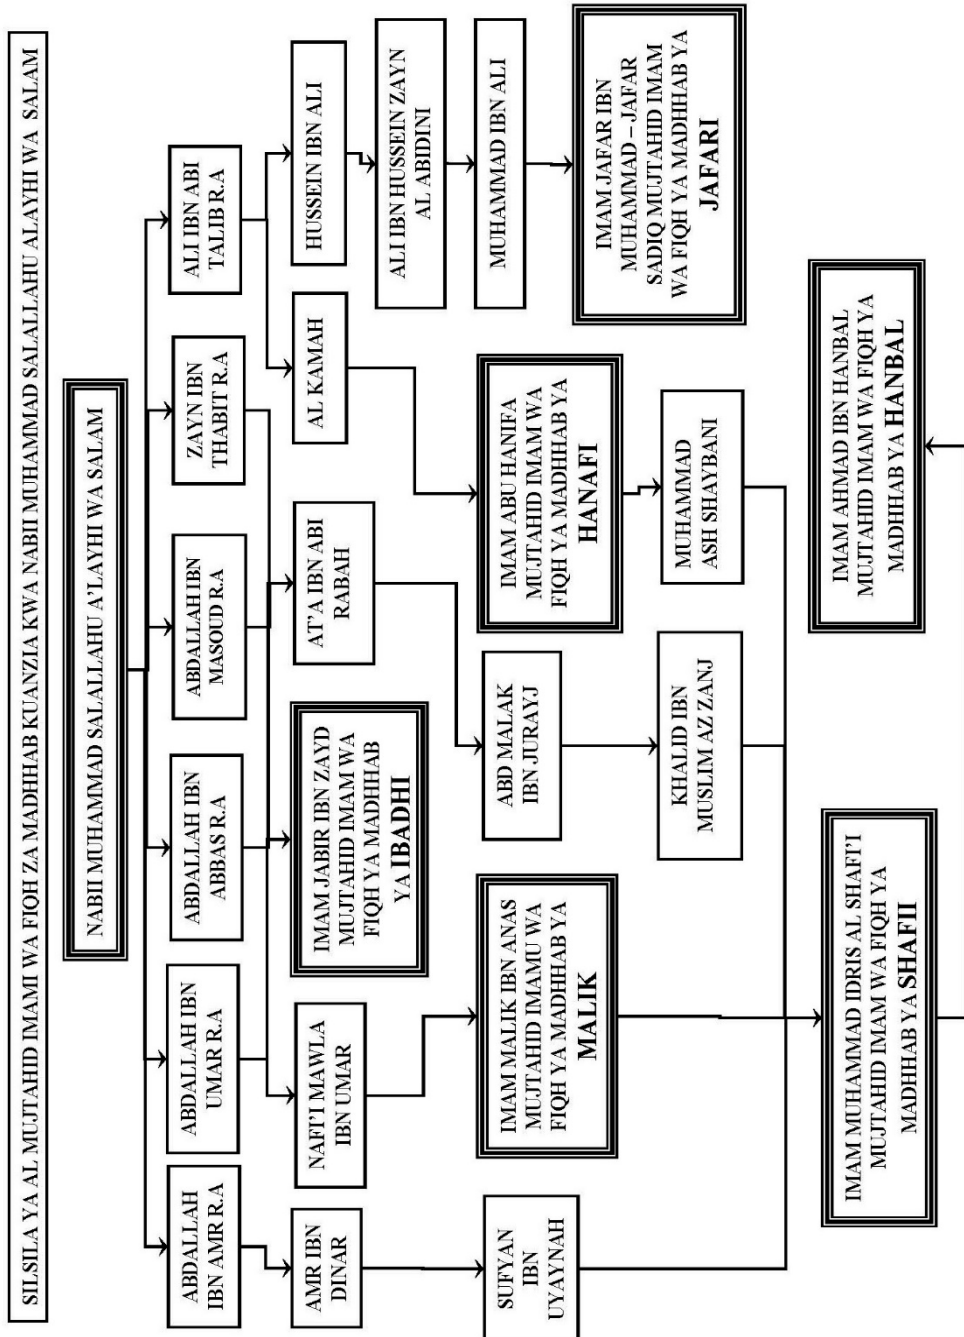 SILSILA YA AL MUJTAHID IMAMI WA FIQH ZA MADHHAB KUANZIA KWA NABII MUHAMMAD SALALLAHU ALAYHI WA SALAM
NABII MUHAMMAD SALALLAHU A'LAYHI WA SALAM
ABDALLAH
IBN AMR R.A
ABDALLAH IBN
UMAR R.A
ABDALLAH IBN
ABBAS R.A
ABDALLAH IBN
MASOUD R.A
ZAYN IBN
THABIT R.A
ALI IBN ABI
TALIB R.A
AMR IBN
DINAR
NAFI'I MAWLA
IBN UMAR
IMAM JABIR IBN ZAYD
MUJTAHID IMAM WA
FIQH YA MADHHAB
YA IBADHI
AT'A IBN ABI
RABAH
AL KAMAH
HUSSEIN IBN ALI
ALI IBN HUSSEIN ZAYN
AL ABIDINI
MUHAMMAD IBN ALI
SUFYAN
IBN
UYAYNAH
IMAM MALIK IBN ANAS
MUJTAHID IMAMU WA
FIQH YA MADHHAB YA
MALIK
ABD MALAK
IBN JURAYJ
IMAM ABU HANIFA
MUJTAHID IMAM WA
FIQH YA MADHHAB YA
HANAFI
IMAM JAFAR IBN
MUHAMMAD – JAFAR
SADIQ MUJTAHID IMAM
WA FIQH YA MADHHAB YA
JAFARI
KHALID IBN
MUSLIM AZ ZANJ
MUHAMMAD
ASH SHAYBANI
IMAM MUHAMMAD IDRIS AL SHAFI'I
MUJTAHID IMAM WA FIQH YA
MADHHAB YA SHAFII
IMAM AHMAD IBN HANBAL
MUJTAHID IMAM WA FIQH YA
MADHHAB YA HANBAL